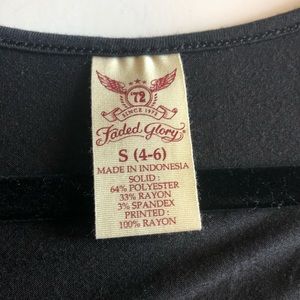 '72
SINCE 1972
Faded Glory
S (4-6)
MADE IN INDONESIA
SOLID :
64% POLYESTER
33% RAYON
3% SPANDEX
PRINTED :
100% RAYON